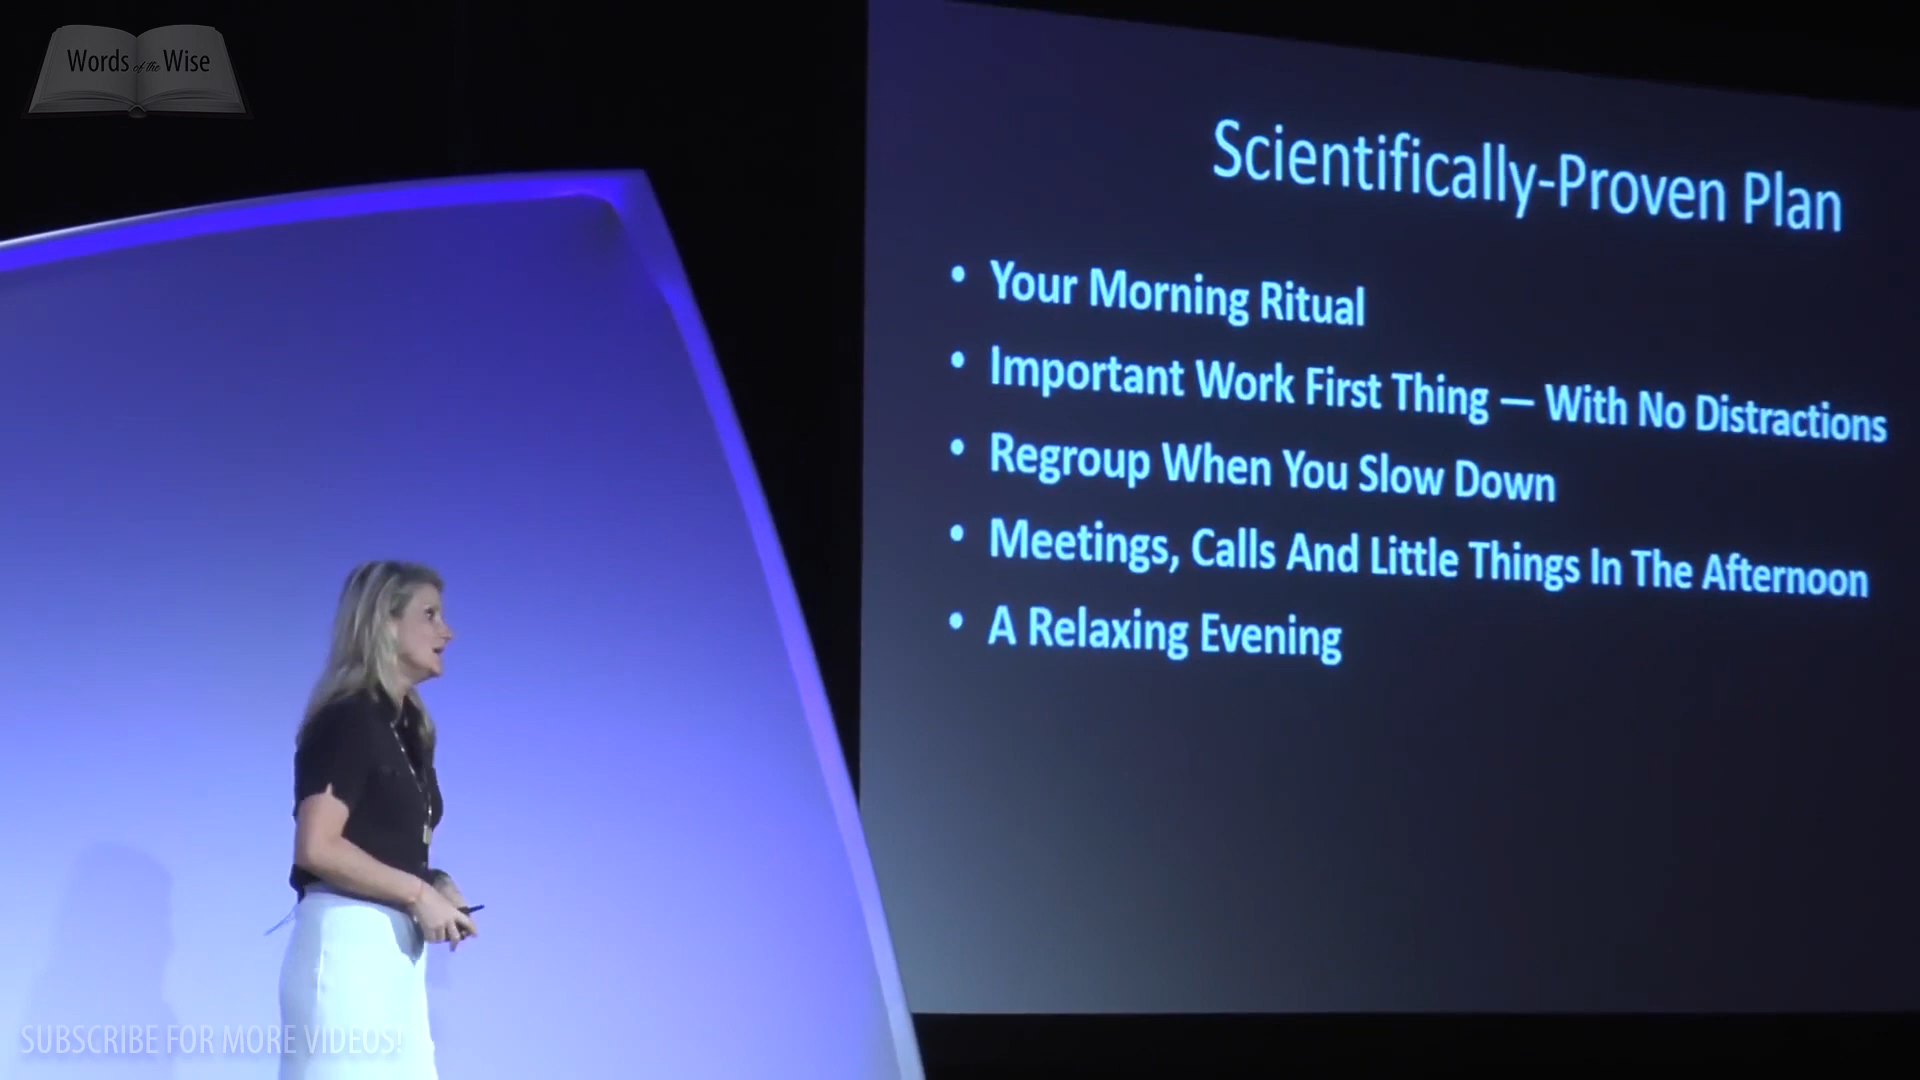 Words of the Wise
Scientifically-Proven Plan
• Your Morning Ritual
• Important Work First Thing — With No Distractions
• Regroup When You Slow Down
• Meetings, Calls And Little Things In The Afternoon
• A Relaxing Evening
SUBSCRIBE FOR MORE VIDEOS!